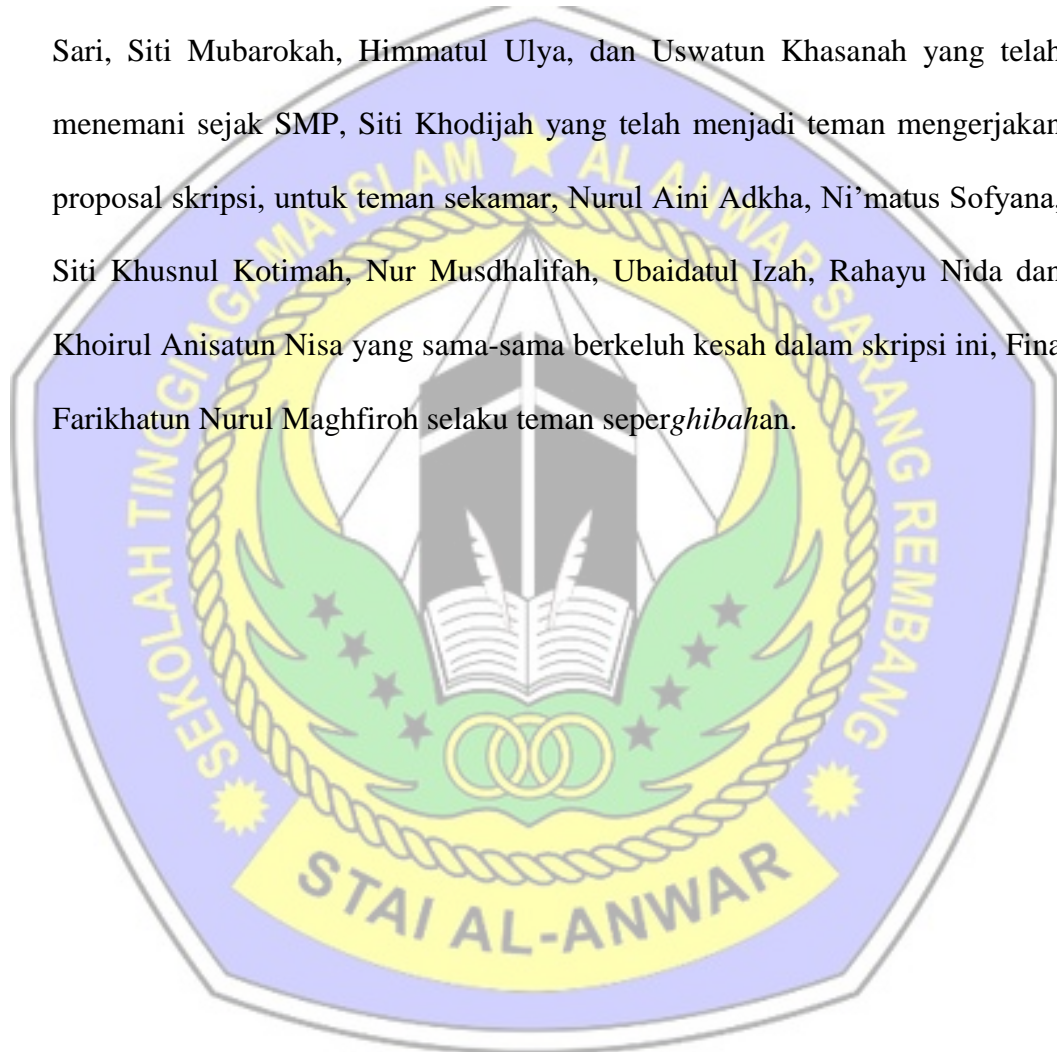 Sari, Siti Mubarokah, Himmatul Ulya, dan Uswatun Khasanah yang telah
menemani sejak SMP, Siti Khodijah yang telah menjadi teman mengerjakan
proposal skripsi, untuk teman sekamar, Nurul Aini Adkha, Ni’matus Sofyana,
Siti Khusnul Kotimah, Nur Musdhalifah, Ubaidatul Izah, Rahayu Nida dan
Khoirul Anisatun Nisa yang sama-sama berkeluh kesah dalam skripsi ini, Fina
Farikhatun Nurul Maghfiroh selaku teman seperghibahan.
SEKOLAH TINGGI AGAMA ISLAM AL ANWAR SARANG REMBANG
STAI AL-ANWAR